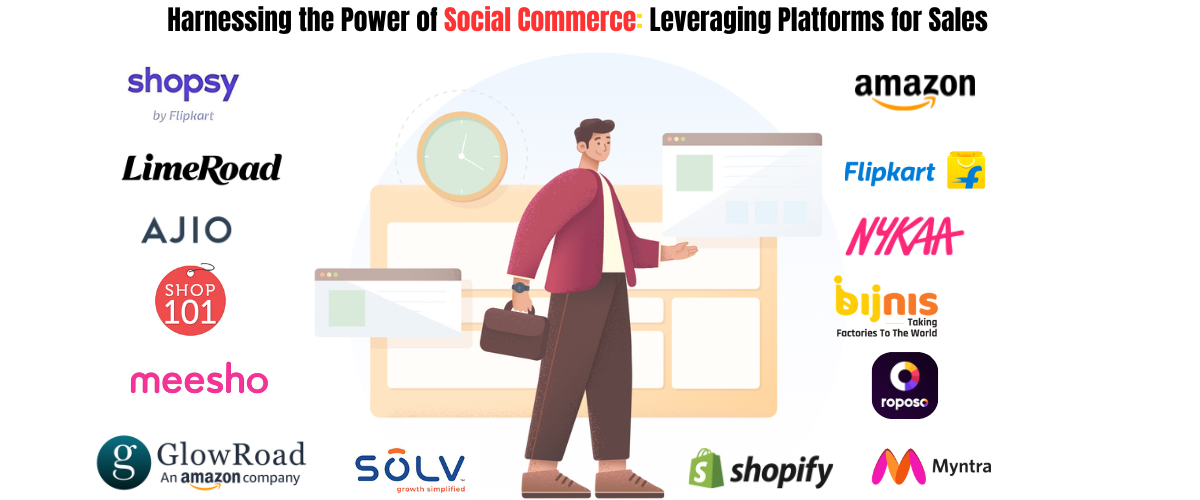 Harnessing the Power of Social Commerce: Leveraging Platforms for Sales
shopsy
by Flipkart
LimeRoad
AJIO
SHOP
101
meesho
g GlowRoad
An amazon company
SOLV
growth simplified
shopify
amazon
Flipkart
NYKAA
bijnis
Taking
Factories To The World
roposo
Myntra